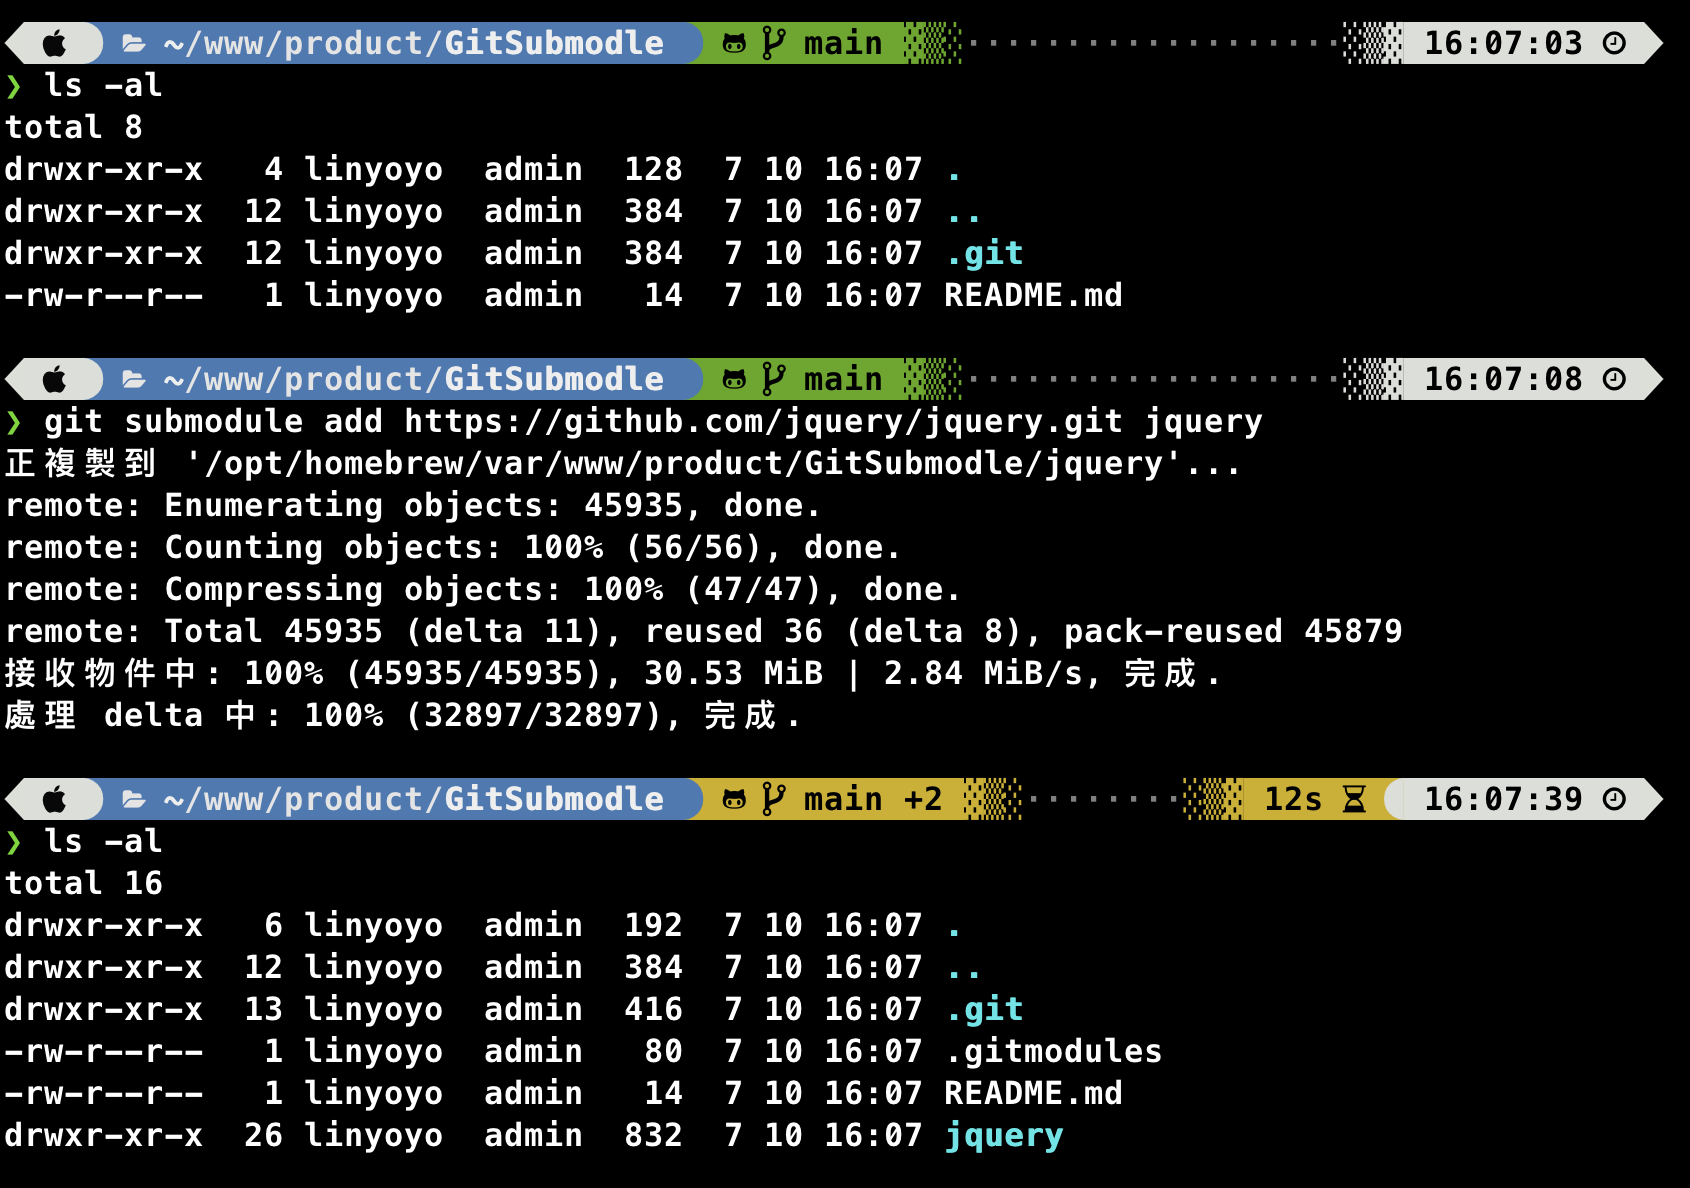 ~/www/product/GitSubmodle main 16:07:03
❯ ls -al
total 8
drwxr-xr-x   4 linyoyo  admin  128  7 10 16:07 .
drwxr-xr-x  12 linyoyo  admin  384  7 10 16:07 ..
drwxr-xr-x  12 linyoyo  admin  384  7 10 16:07 .git
-rw-r--r--   1 linyoyo  admin   14  7 10 16:07 README.md
~/www/product/GitSubmodle main 16:07:08
❯ git submodule add https://github.com/jquery/jquery.git jquery
正複製到 '/opt/homebrew/var/www/product/GitSubmodle/jquery'...
remote: Enumerating objects: 45935, done.
remote: Counting objects: 100% (56/56), done.
remote: Compressing objects: 100% (47/47), done.
remote: Total 45935 (delta 11), reused 36 (delta 8), pack-reused 45879
接收物件中: 100% (45935/45935), 30.53 MiB | 2.84 MiB/s, 完成.
處理 delta 中: 100% (32897/32897), 完成.
~/www/product/GitSubmodle main +2 12s 16:07:39
❯ ls -al
total 16
drwxr-xr-x   6 linyoyo  admin  192  7 10 16:07 .
drwxr-xr-x  12 linyoyo  admin  384  7 10 16:07 ..
drwxr-xr-x  13 linyoyo  admin  416  7 10 16:07 .git
-rw-r--r--   1 linyoyo  admin   80  7 10 16:07 .gitmodules
-rw-r--r--   1 linyoyo  admin   14  7 10 16:07 README.md
drwxr-xr-x  26 linyoyo  admin  832  7 10 16:07 jquery